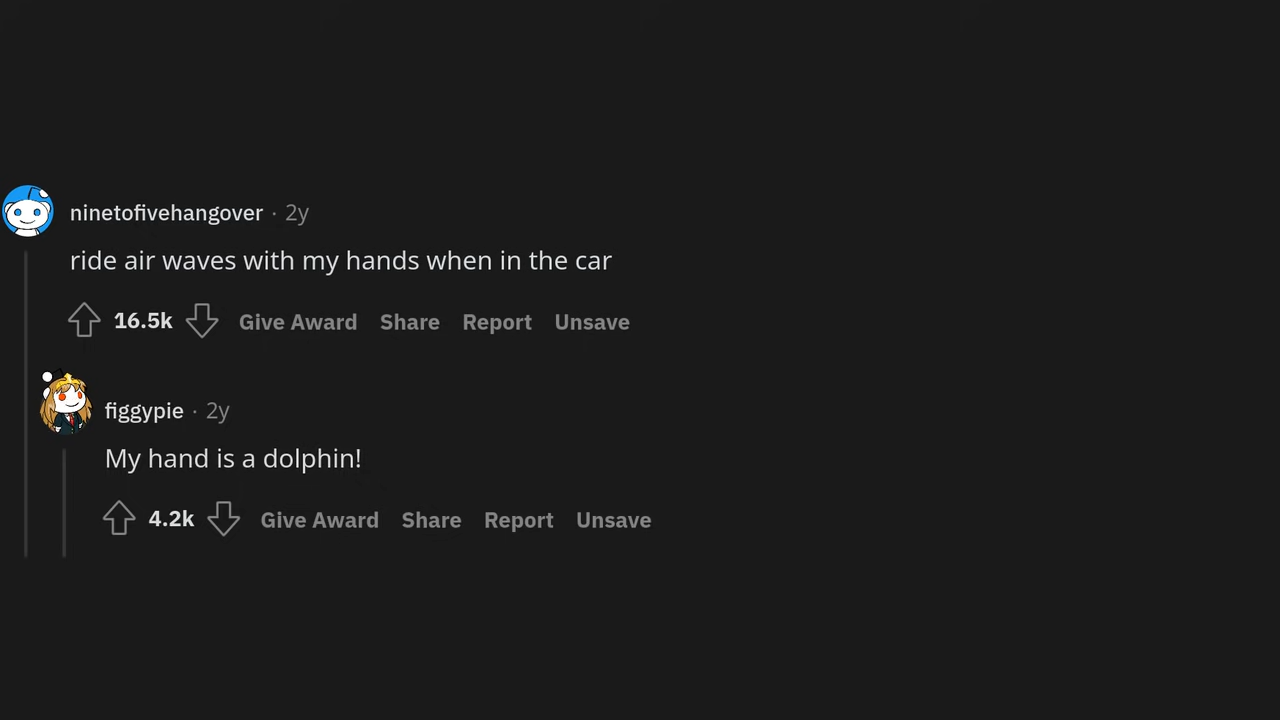 ninetofivehangover · 2y
ride air waves with my hands when in the car
16.5k Give Award Share Report Unsave
figgypie · 2y
My hand is a dolphin!
4.2k Give Award Share Report Unsave